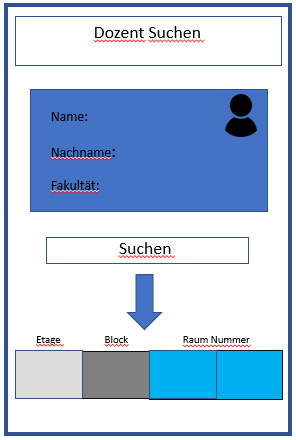 Dozent Suchen
Name:
Nachname:
Fakultät:
Suchen
Etage Block Raum Nummer